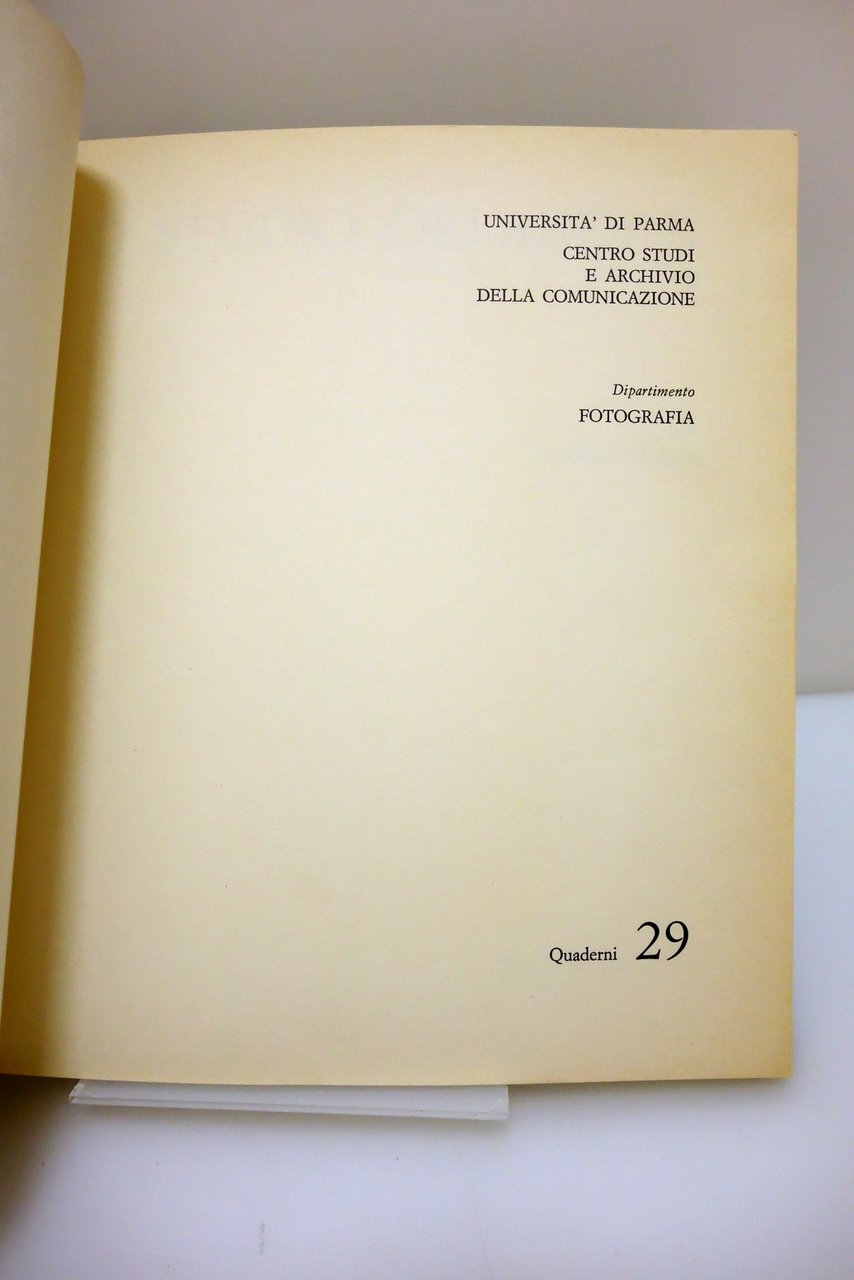 UNIVERSITA' DI PARMA
CENTRO STUDI
E ARCHIVIO
DELLA COMUNICAZIONE
Dipartimento
FOTOGRAFIA
Quaderni 29